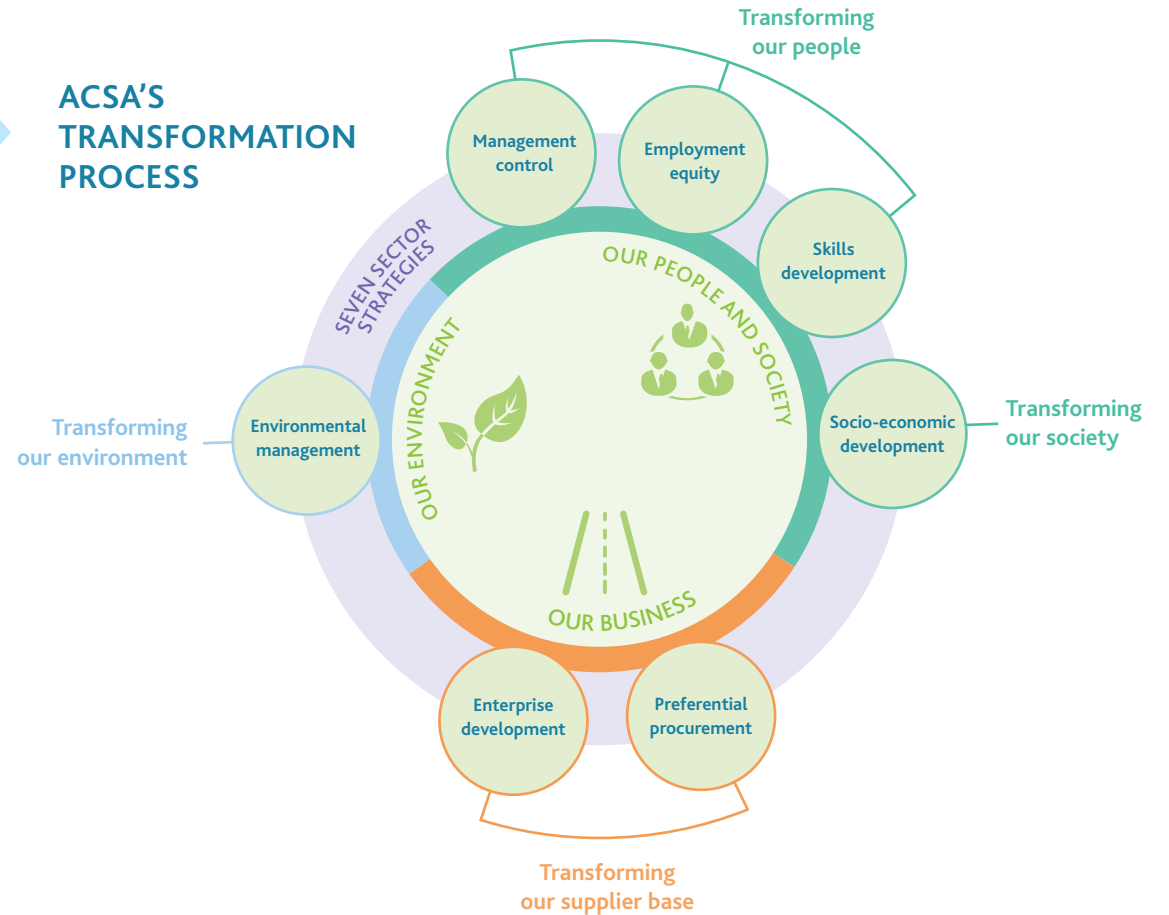 ACSA'S
TRANSFORMATION
PROCESS
Transforming
our people
Management
control
Employment
equity
Skills
development
SEVEN SECTOR
STRATEGIES
OUR PEOPLE AND SOCIETY
OUR ENVIRONMENT
Transforming
our environment
Environmental
management
Socio-economic
development
Transforming
our society
OUR BUSINESS
Enterprise
development
Preferential
procurement
Transforming
our supplier base